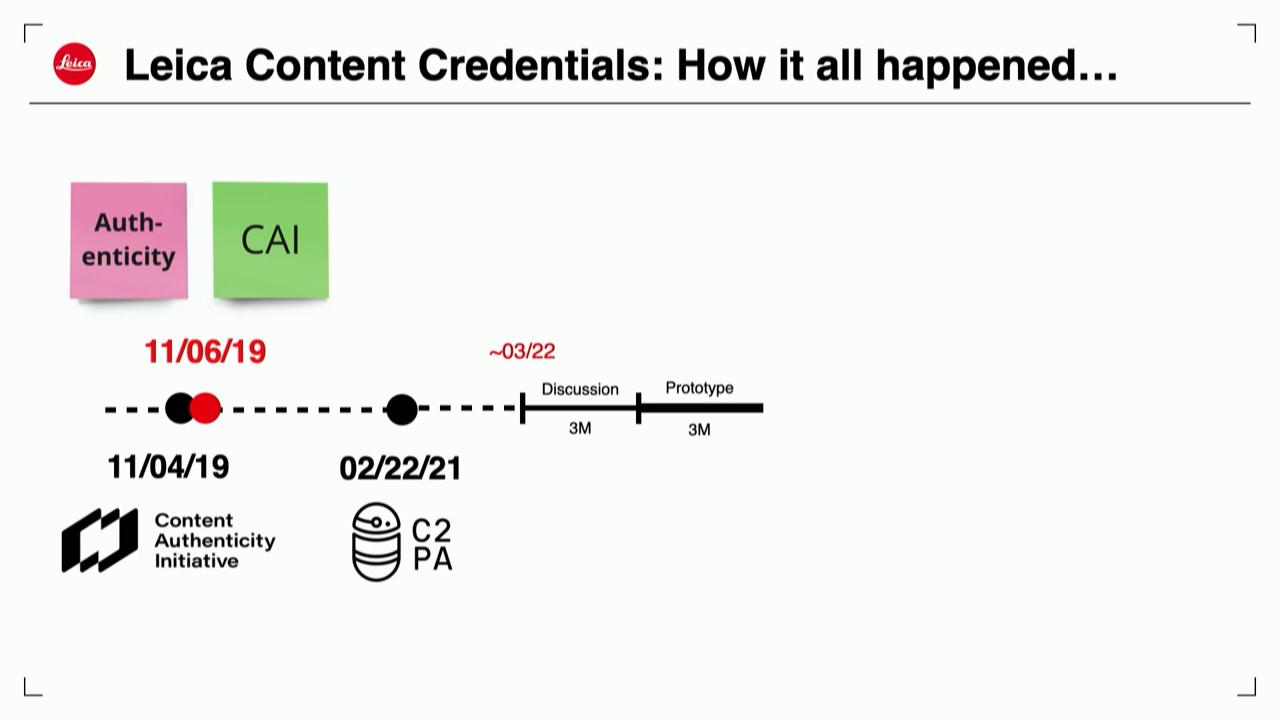 Leica
Leica Content Credentials: How it all happened...
Auth-
enticity
CAI
11/06/19
~03/22
Discussion
Prototype
3M
3M
11/04/19
02/22/21
Content
Authenticity
Initiative
C2
PA